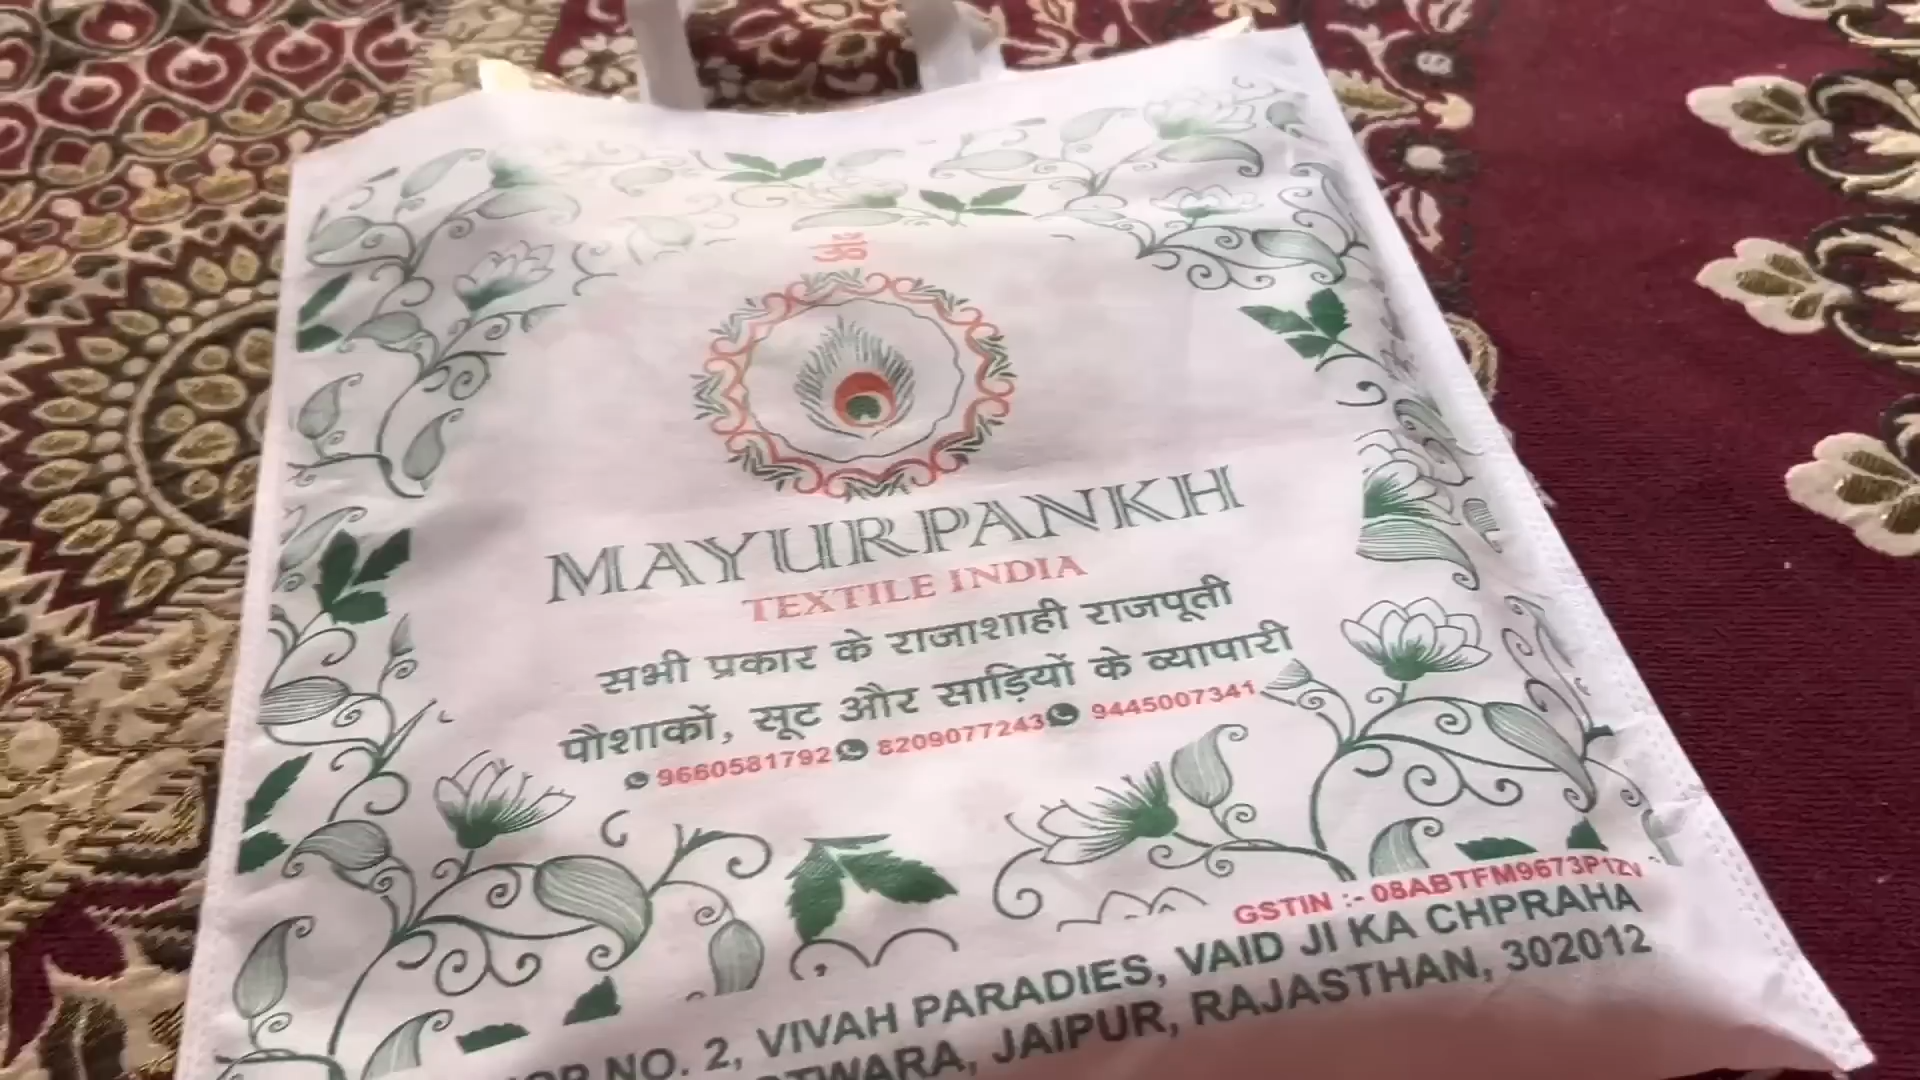 ॐ
MAYURPANKH
TEXTILE INDIA
सभी प्रकार के राजाशाही राजपूती
पौशाकों, सूट और साड़ियों के व्यापारी
9660581792 8209077243 9445007341
GSTIN :- 08ABTFM9673P1ZV
NO. 2, VIVAH PARADIES, VAID JI KA CHPRAHA
JAIPUR, RAJASTHAN, 302012